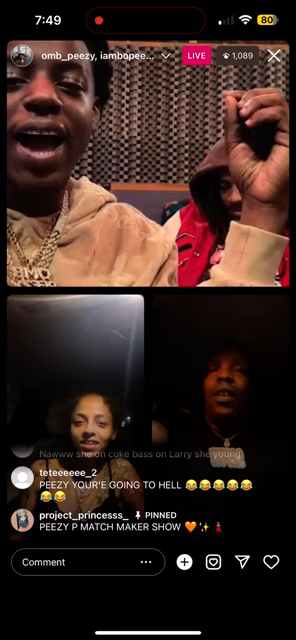 7:49
80
omb_peezy, iambopee...
LIVE
1,089
Nawww she on coke bass on Larry she young
teteeeeee_2
PEEZY YOUR'E GOING TO HELL 😂😂😂😂😂
😂😂
project_princesss_ PINNED
PEEZY P MATCH MAKER SHOW 🧡✨💃
Comment